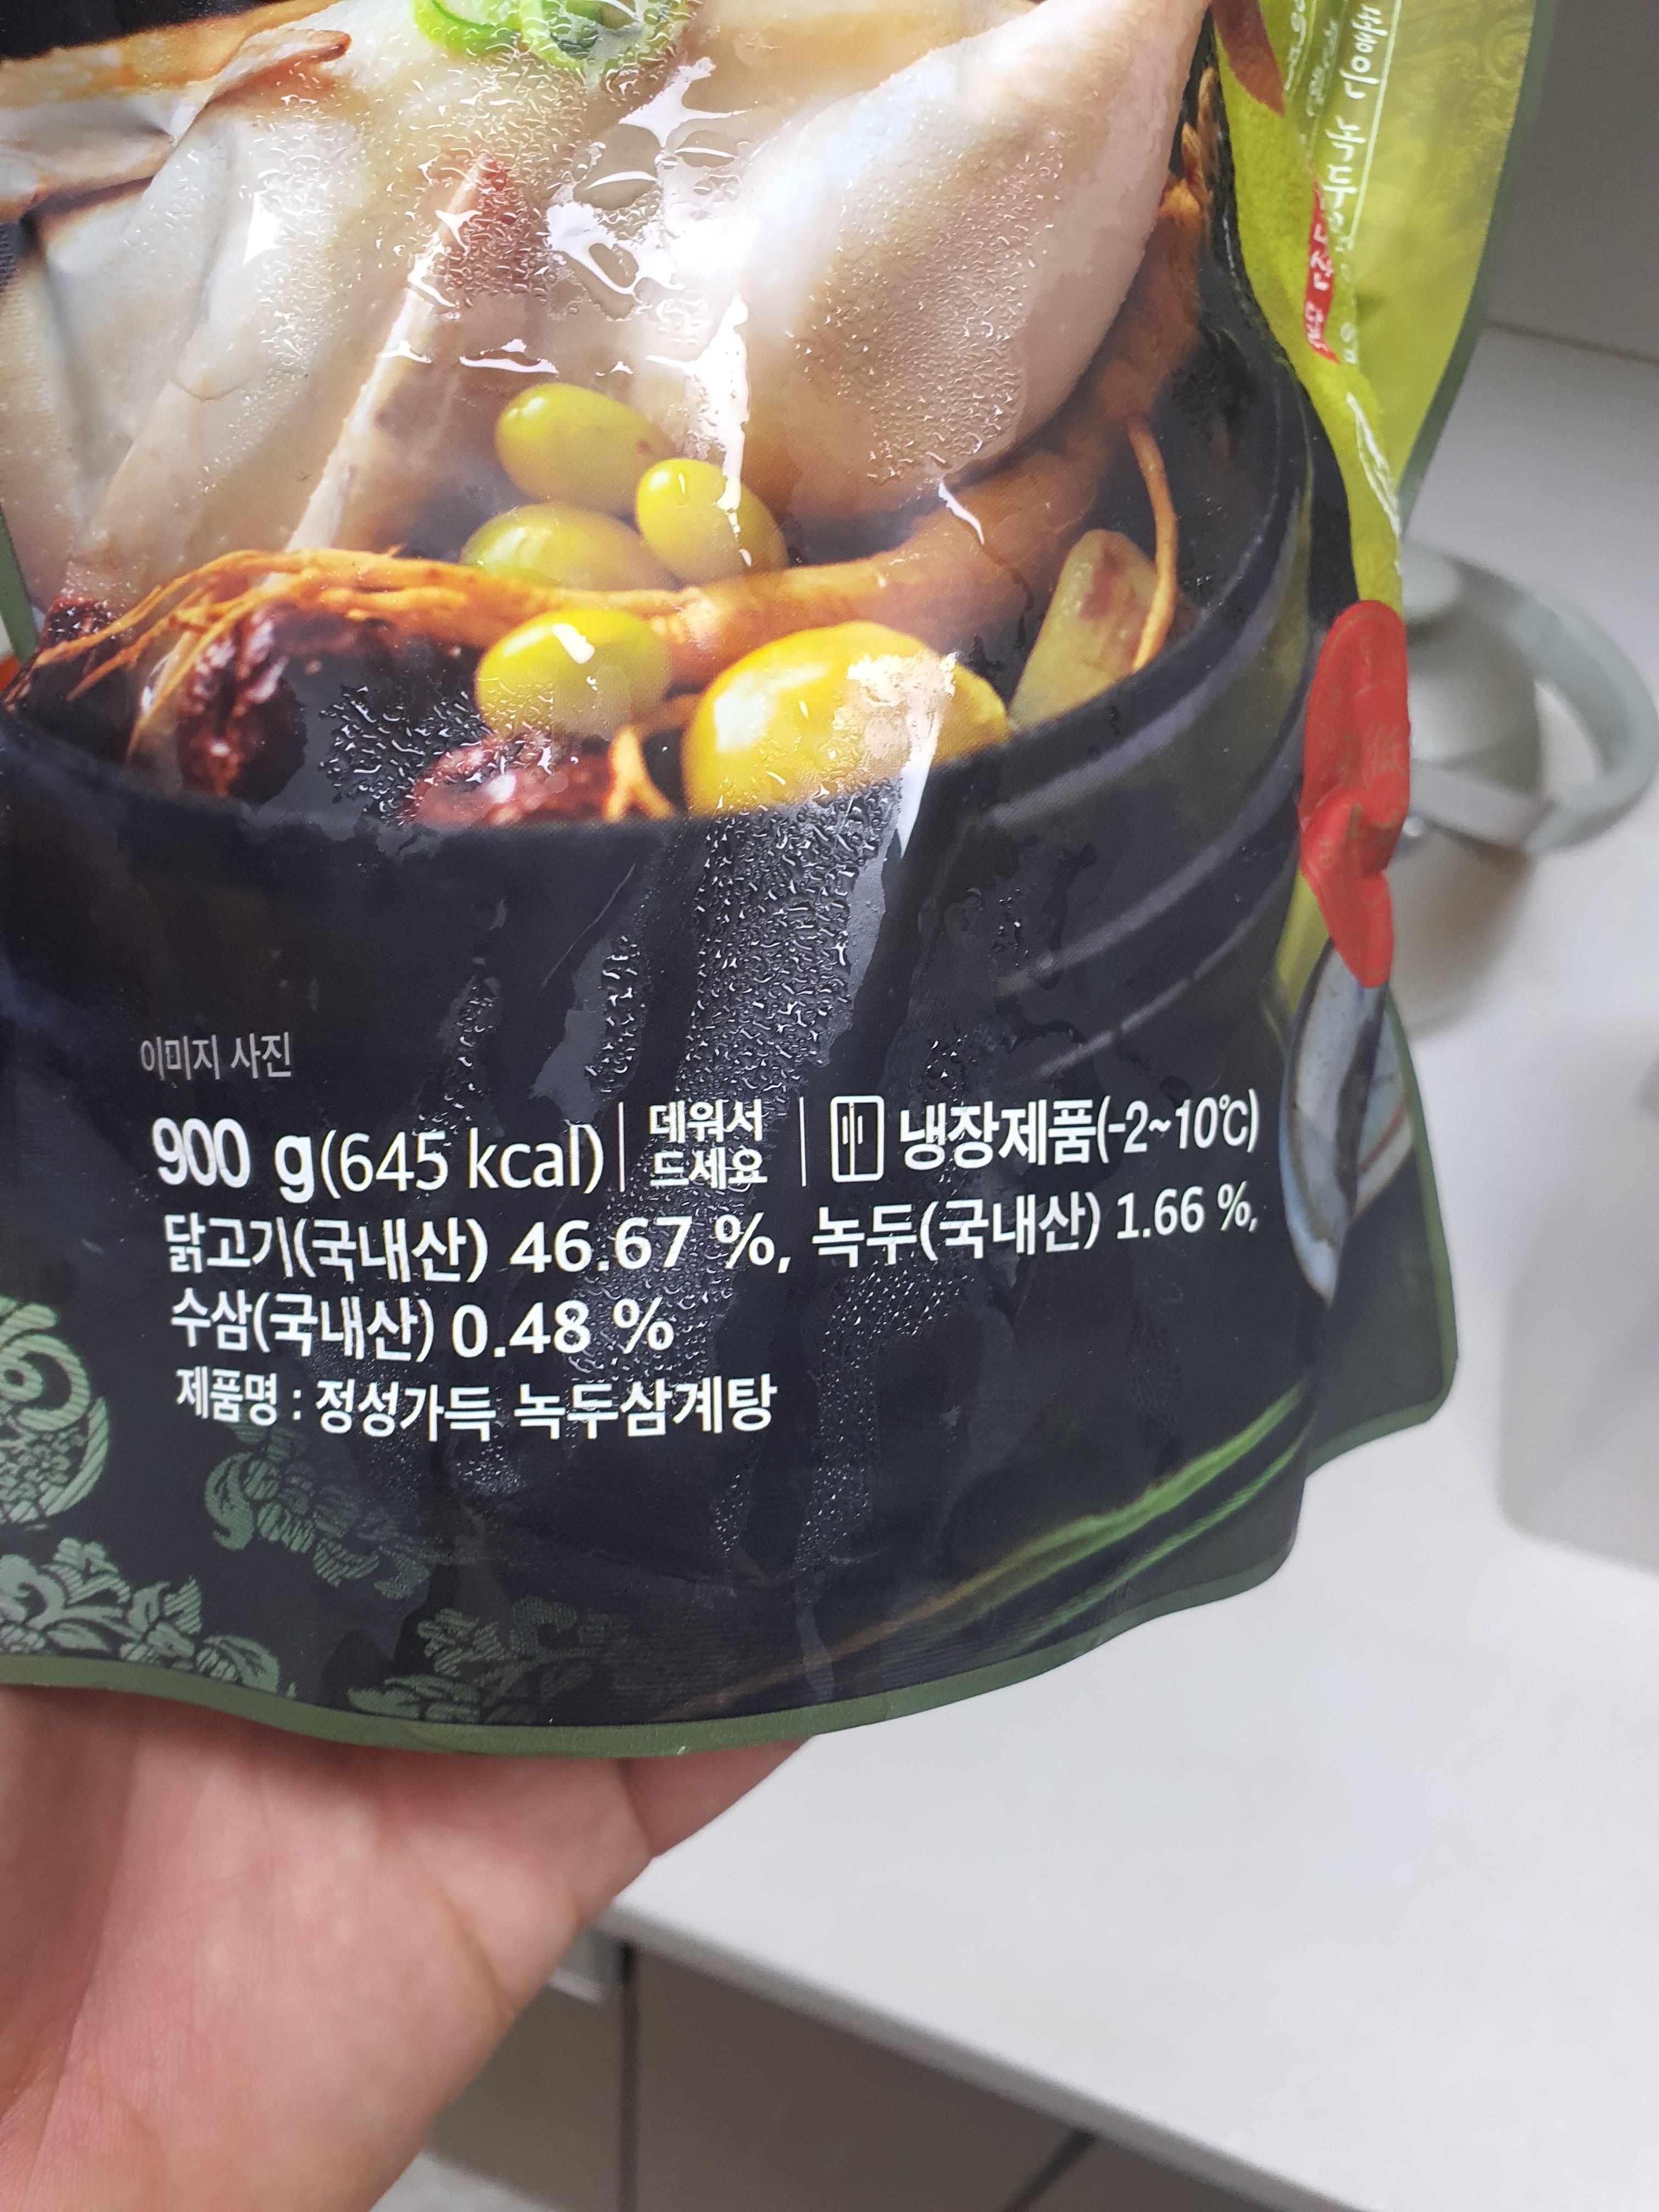 이미지 사진
900 g(645 kcal)
데워서
드세요
냉장제품(-2~10℃)
닭고기(국내산) 46.67 %, 녹두(국내산) 1.66 %,
수삼(국내산) 0.48 %
제품명 : 정성가득 녹두삼계탕